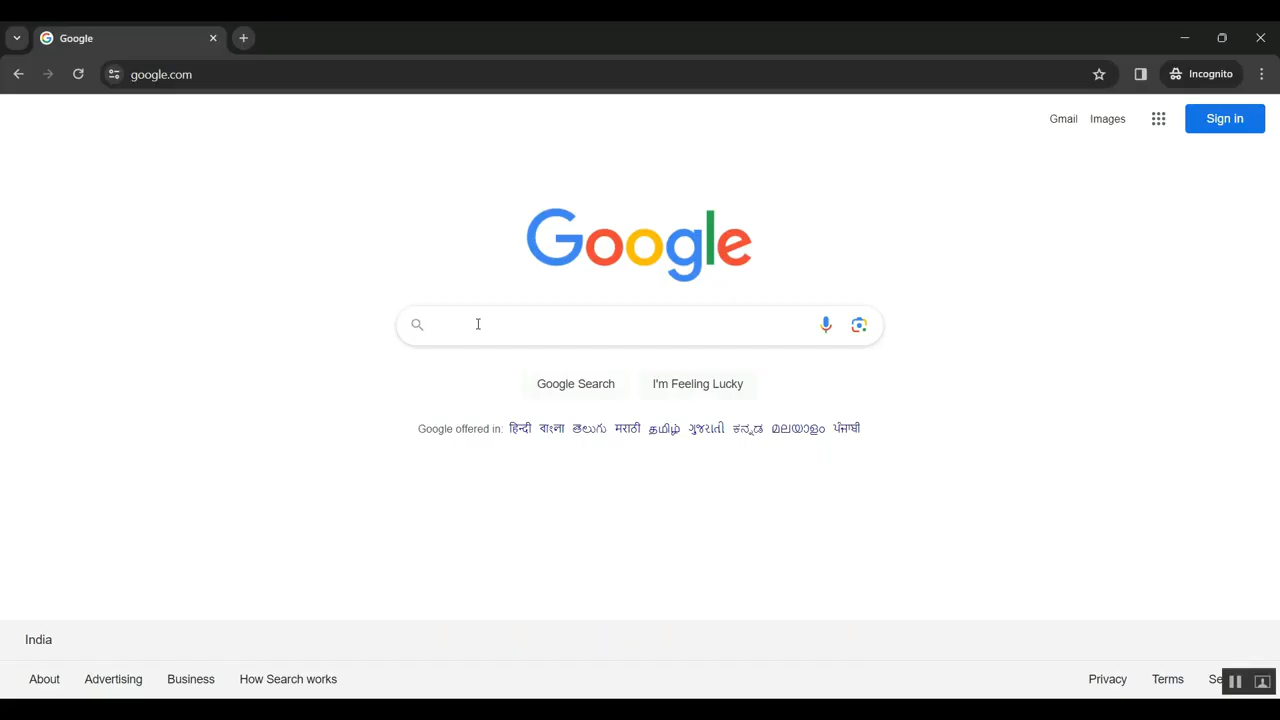 Google
google.com
Incognito
Gmail Images Sign in
Google
Google Search I'm Feeling Lucky
Google offered in: हिन्दी বাংলা తెలుగు मराठी தமிழ் ગુજરાતી ಕನ್ನಡ മലയാളം ਪੰਜਾਬੀ
India
About Advertising Business How Search works Privacy Terms Se